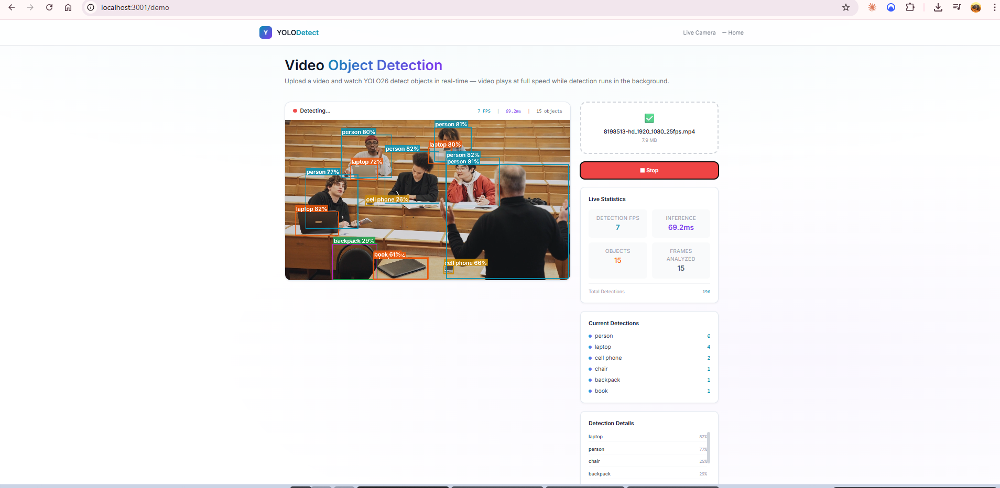 localhost:3001/demo
Y YOLODetect
Live Camera ← Home
Video Object Detection
Upload a video and watch YOLO26 detect objects in real-time — video plays at full speed while detection runs in the background.
Detecting...
7 FPS | 69.2ms | 15 objects
person 81%
person 80%
laptop 80%
person 82%
person 82%
laptop 72%
person 81%
person 77%
cell phone 26%
laptop 82%
backpack 29%
book 61%
cell phone 66%
8198513-hd_1920_1080_25fps.mp4
7.9 MB
Stop
Live Statistics
DETECTION FPS
7
INFERENCE
69.2ms
OBJECTS
15
FRAMES
ANALYZED
15
Total Detections 196
Current Detections
person 6
laptop 4
cell phone 2
chair 1
backpack 1
book 1
Detection Details
laptop 82%
person 77%
chair 25%
backpack 29%